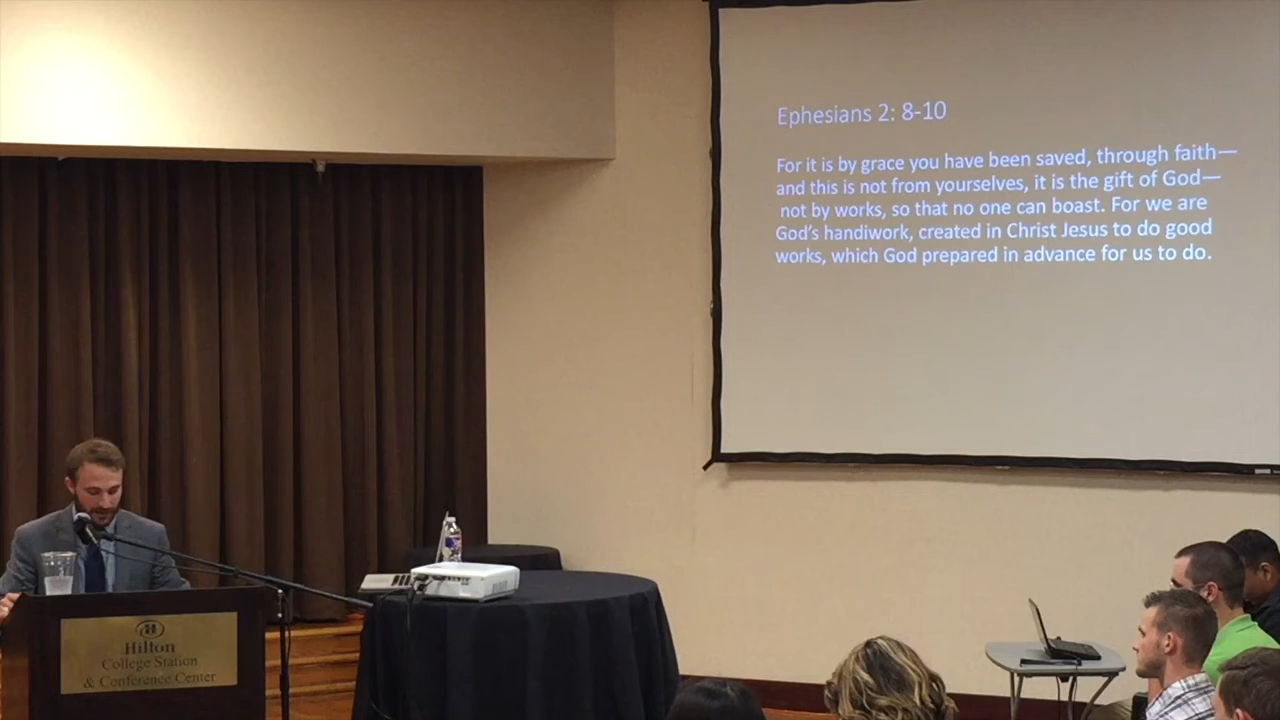 Ephesians 2: 8-10
For it is by grace you have been saved, through faith—
and this is not from yourselves, it is the gift of God—
not by works, so that no one can boast. For we are
God's handiwork, created in Christ Jesus to do good
works, which God prepared in advance for us to do.
Hilton
College Station
& Conference Center